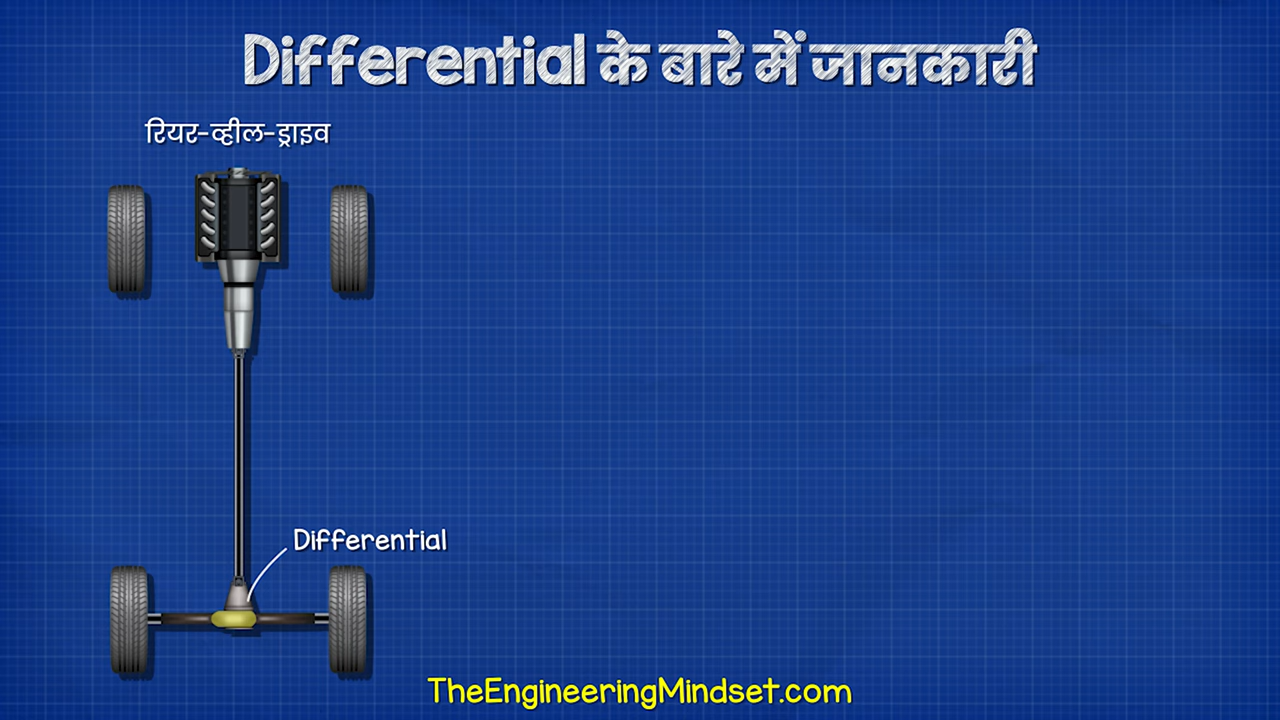 Differential के बारे में जानकारी
रियर-व्हील-ड्राइव
Differential
TheEngineeringMindset.com